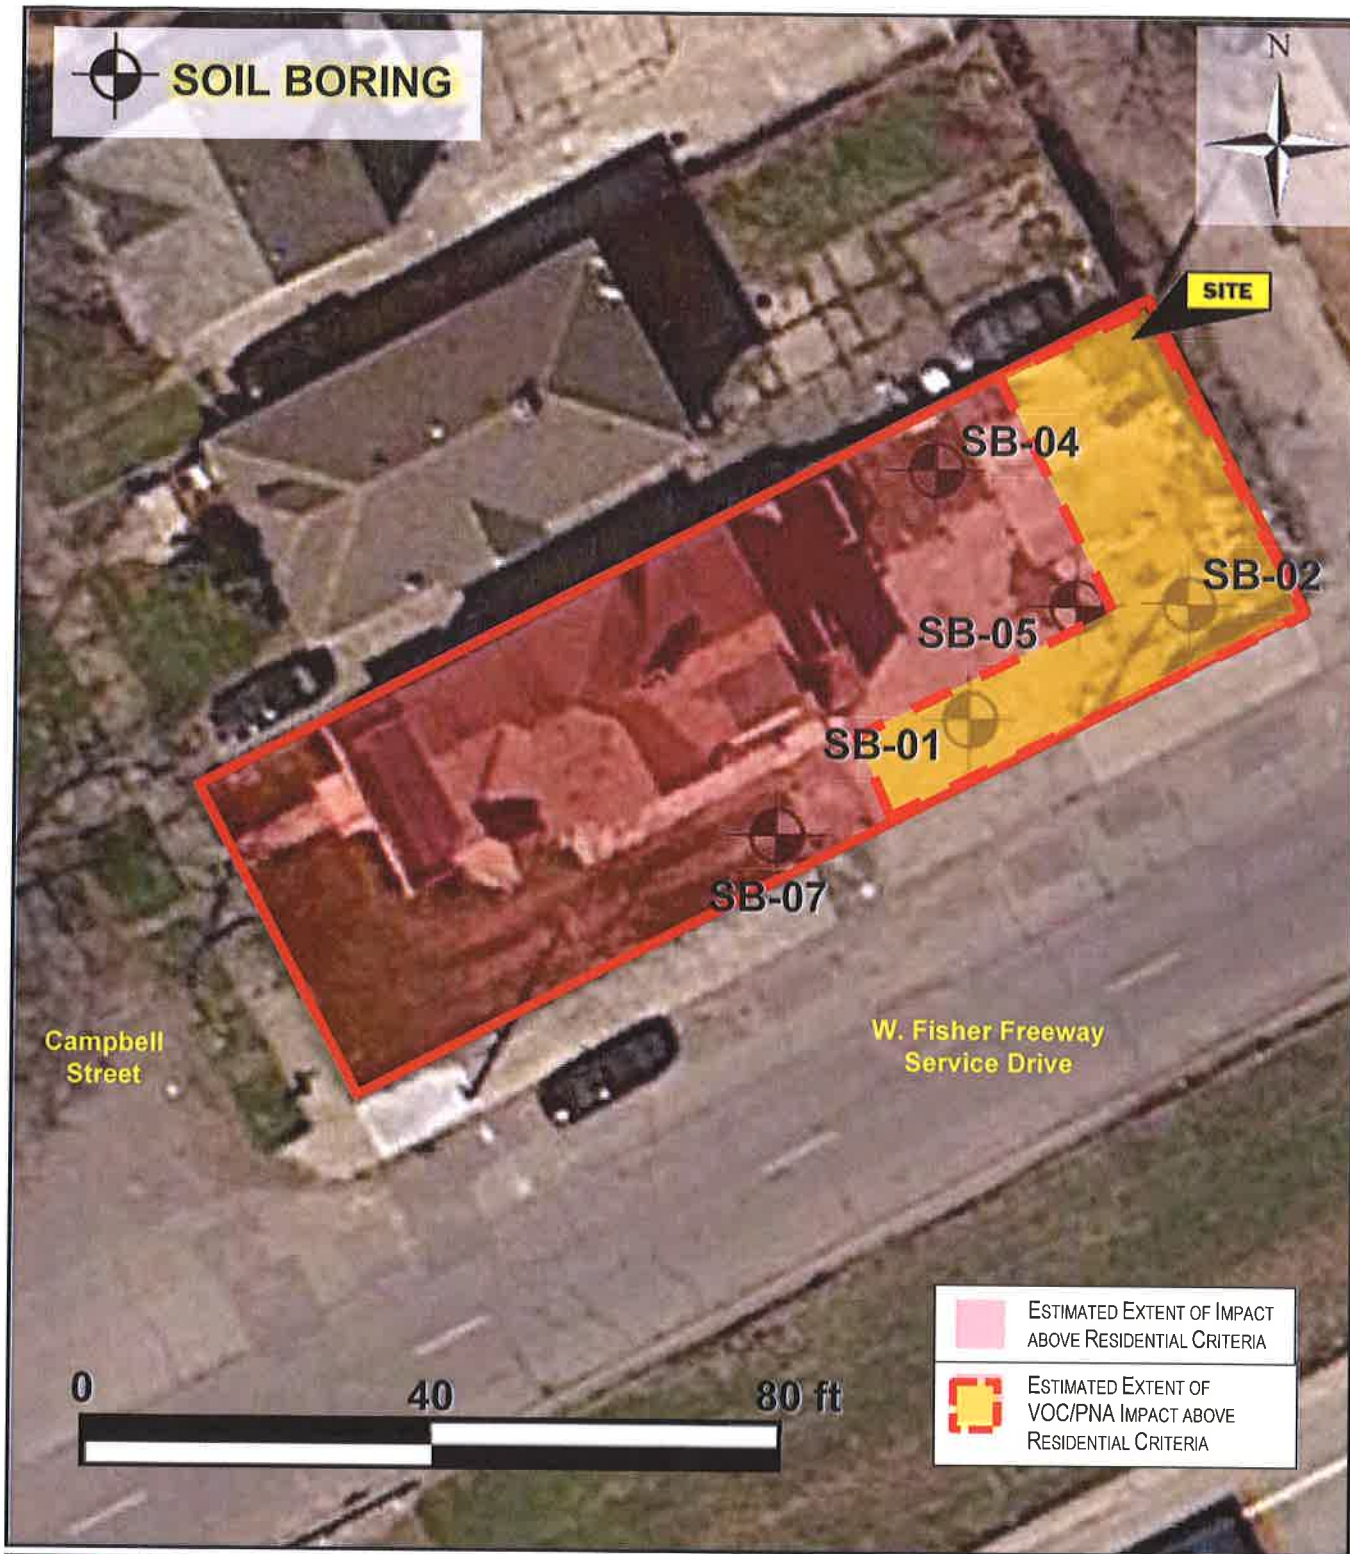 SOIL BORING
N
SITE
SB-04
SB-02
SB-05
SB-01
SB-07
Campbell
Street
W. Fisher Freeway
Service Drive
ESTIMATED EXTENT OF IMPACT
ABOVE RESIDENTIAL CRITERIA
ESTIMATED EXTENT OF
VOC/PNA IMPACT ABOVE
RESIDENTIAL CRITERIA
0 40 80 ft